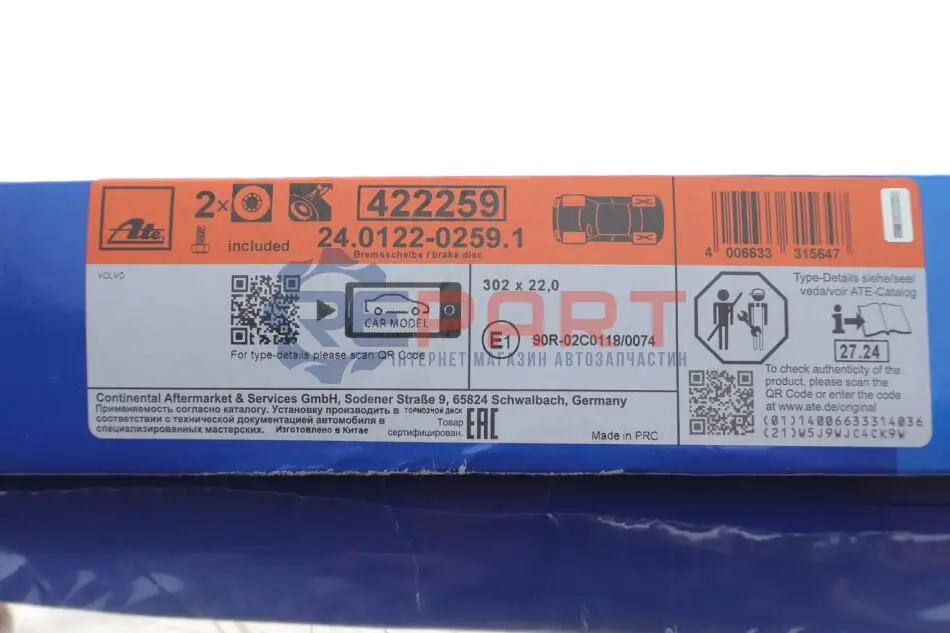 Ate
2x
included
422259
24.0122-0259.1
Bremsscheibe / brake disc
4 006633 315647
VOLVO
CAR MODEL
For type-details please scan QR Code
302 x 22,0
E1
90R-02C0118/0074
REPART
ІНТЕРНЕТ МАГАЗИН АВТОЗАПЧАСТИН
Type-Details siehe/see/
veda/voir ATE-Catalog
i
27.24
To check authenticity of the
product, please scan the
QR Code or enter the code
at www.ate.de/original
(01)14006633314036
(21)W5J9WJC4CK9W
Continental Aftermarket & Services GmbH, Sodener Straße 9, 65824 Schwalbach, Germany
Применяемость согласно каталогу. Установку производить в
соответствии с технической документацией автомобиля в
специализированных мастерских. Изготовлено в Китае
ТОРМОЗНОЙ ДИСК
Товар
сертифицирован.
EAC
Made in PRC